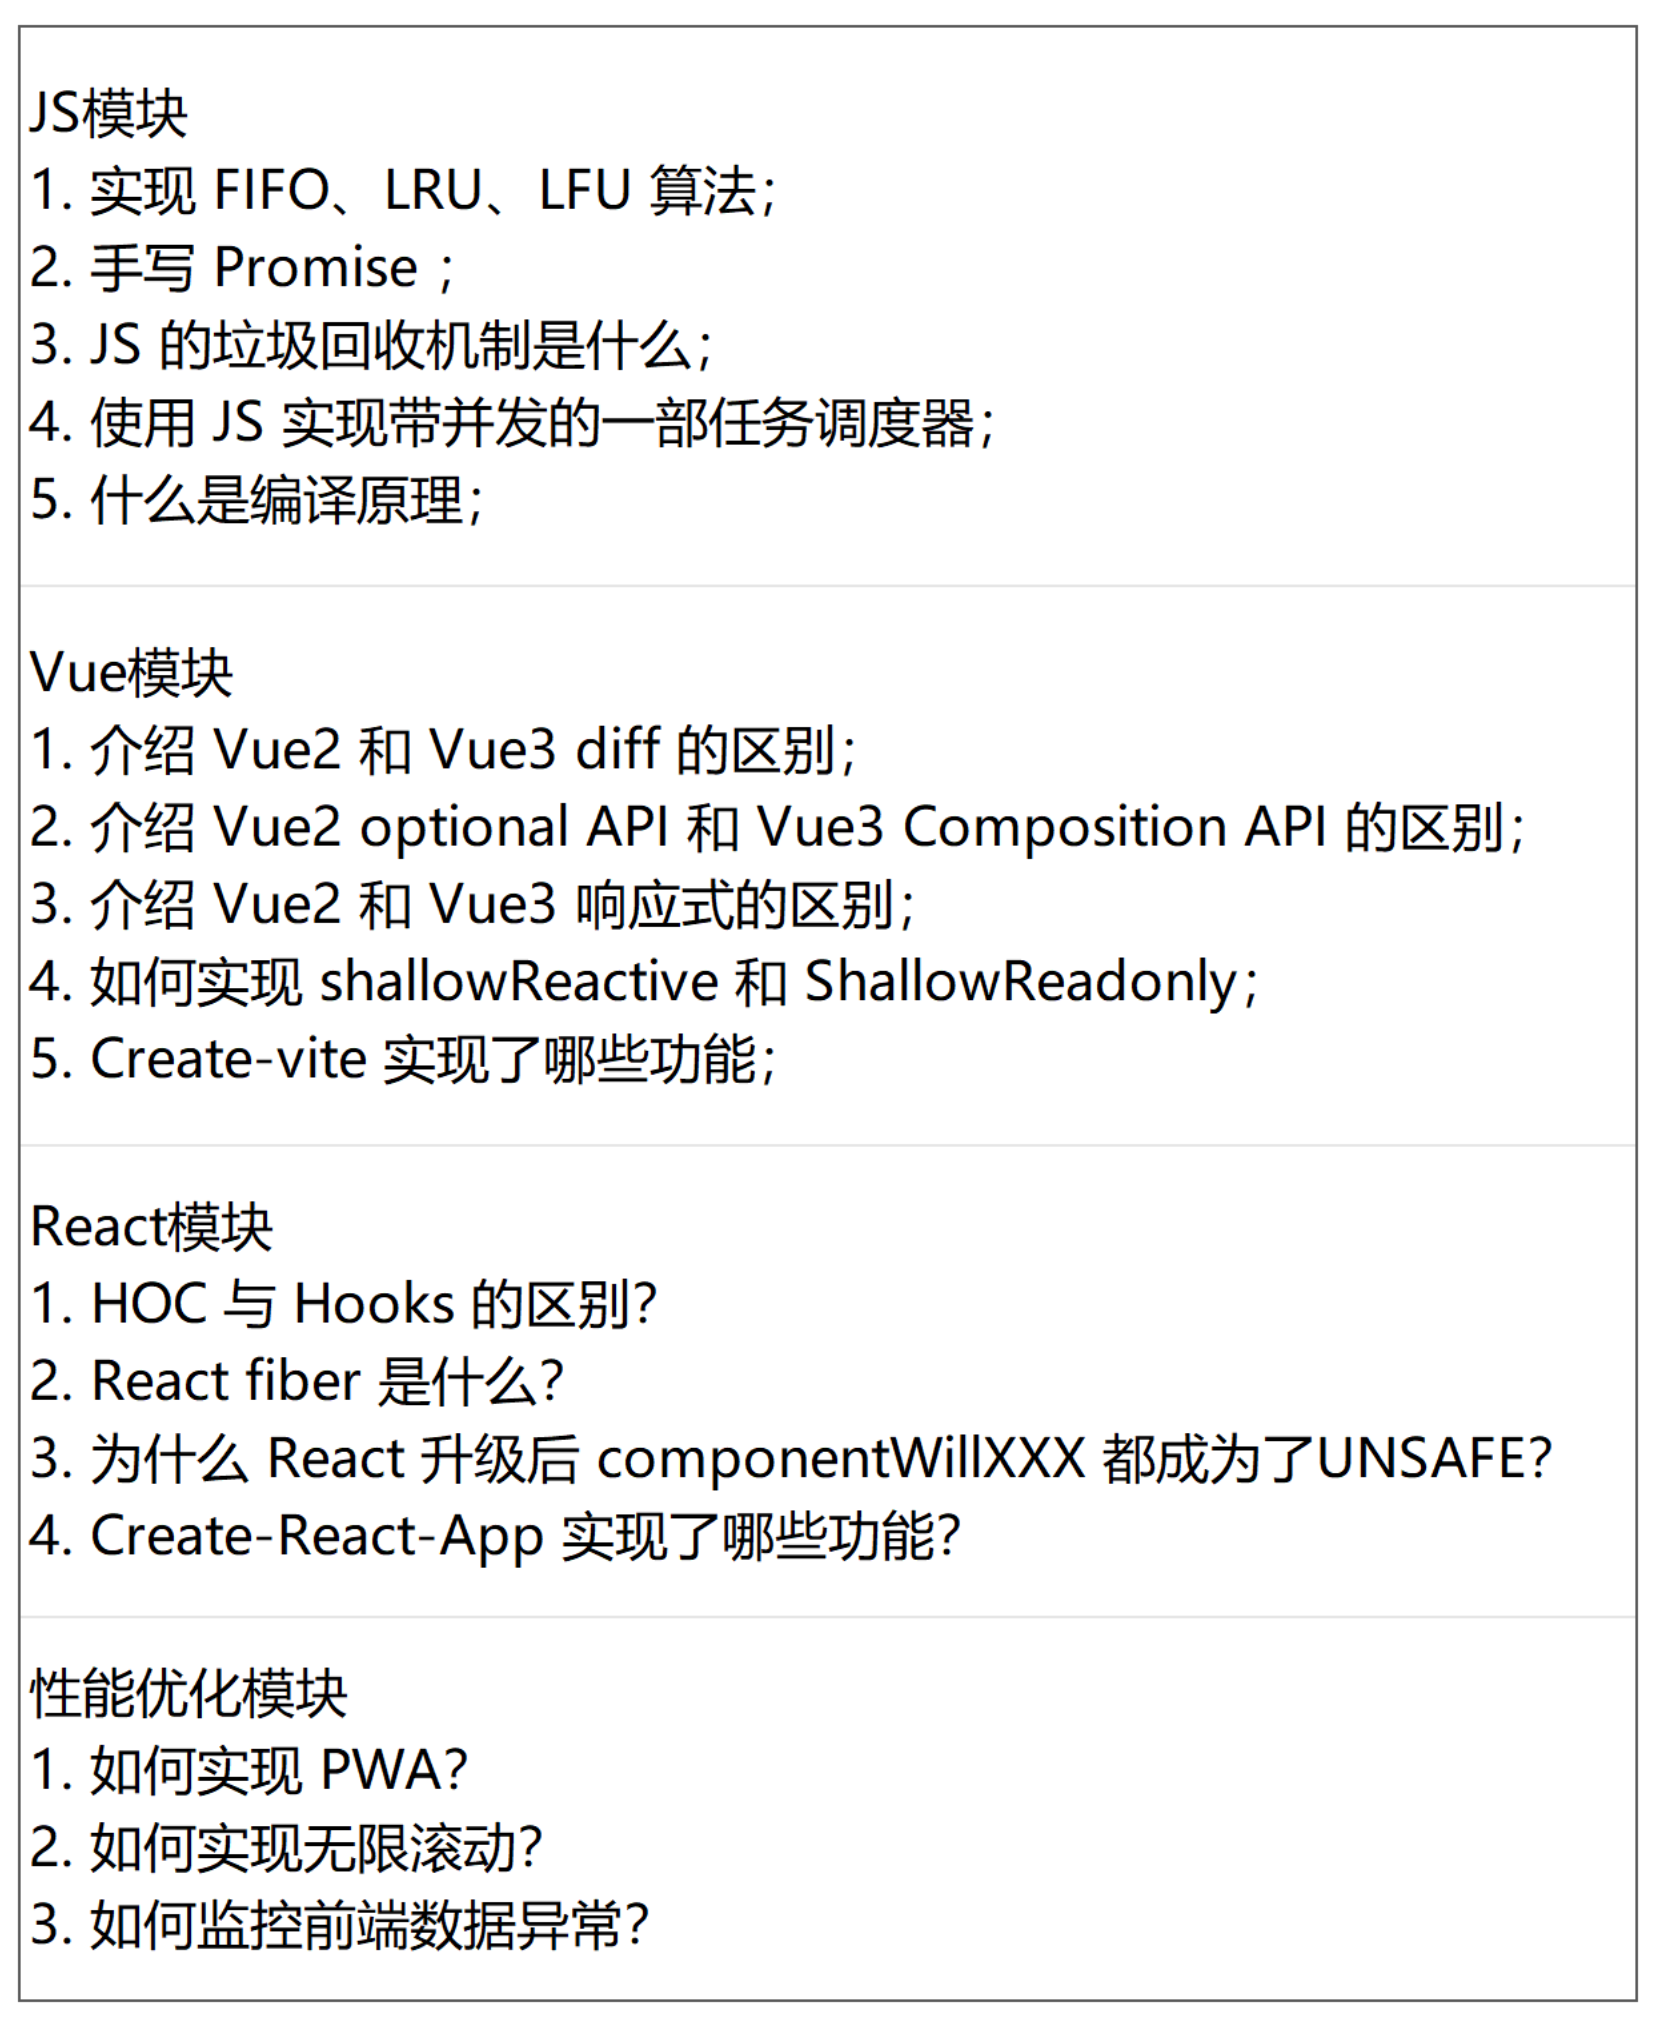 JS模块
1. 实现 FIFO、LRU、LFU 算法；
2. 手写 Promise ；
3. JS 的垃圾回收机制是什么；
4. 使用 JS 实现带并发的一部任务调度器；
5. 什么是编译原理；
Vue模块
1. 介绍 Vue2 和 Vue3 diff 的区别；
2. 介绍 Vue2 optional API 和 Vue3 Composition API 的区别；
3. 介绍 Vue2 和 Vue3 响应式的区别；
4. 如何实现 shallowReactive 和 ShallowReadonly；
5. Create-vite 实现了哪些功能；
React模块
1. HOC 与 Hooks 的区别？
2. React fiber 是什么？
3. 为什么 React 升级后 componentWillXXX 都成为了UNSAFE？
4. Create-React-App 实现了哪些功能？
性能优化模块
1. 如何实现 PWA？
2. 如何实现无限滚动？
3. 如何监控前端数据异常？